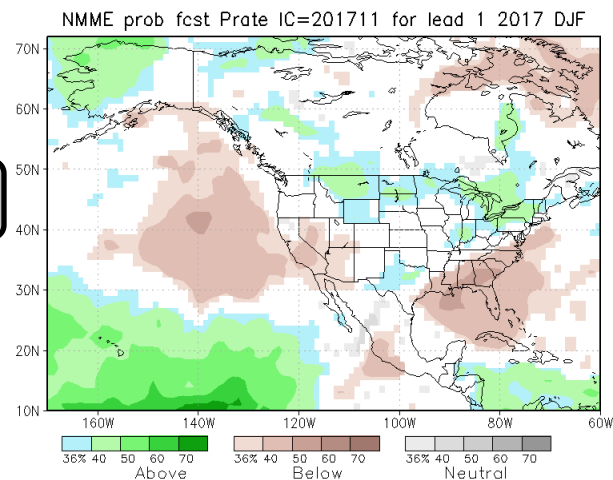 NMME prob fcst Prate IC=201711 for lead 1 2017 DJF
70N
60N
50N
40N
30N
20N
10N
160W 140W 120W 100W 80W 60W
36% 40 50 60 70 36% 40 50 60 70 36% 40 50 60 70
Above Below Neutral